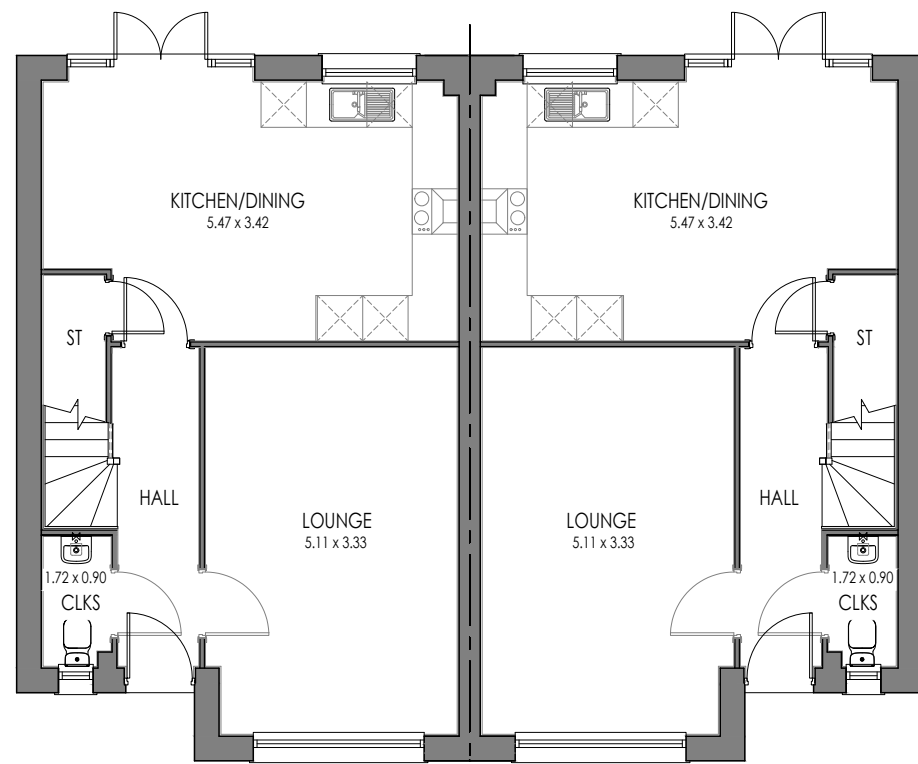 KITCHEN/DINING
5.47 x 3.42
ST
HALL
LOUNGE
5.11 x 3.33
1.72 x 0.90
CLKS
KITCHEN/DINING
5.47 x 3.42
ST
HALL
LOUNGE
5.11 x 3.33
1.72 x 0.90
CLKS